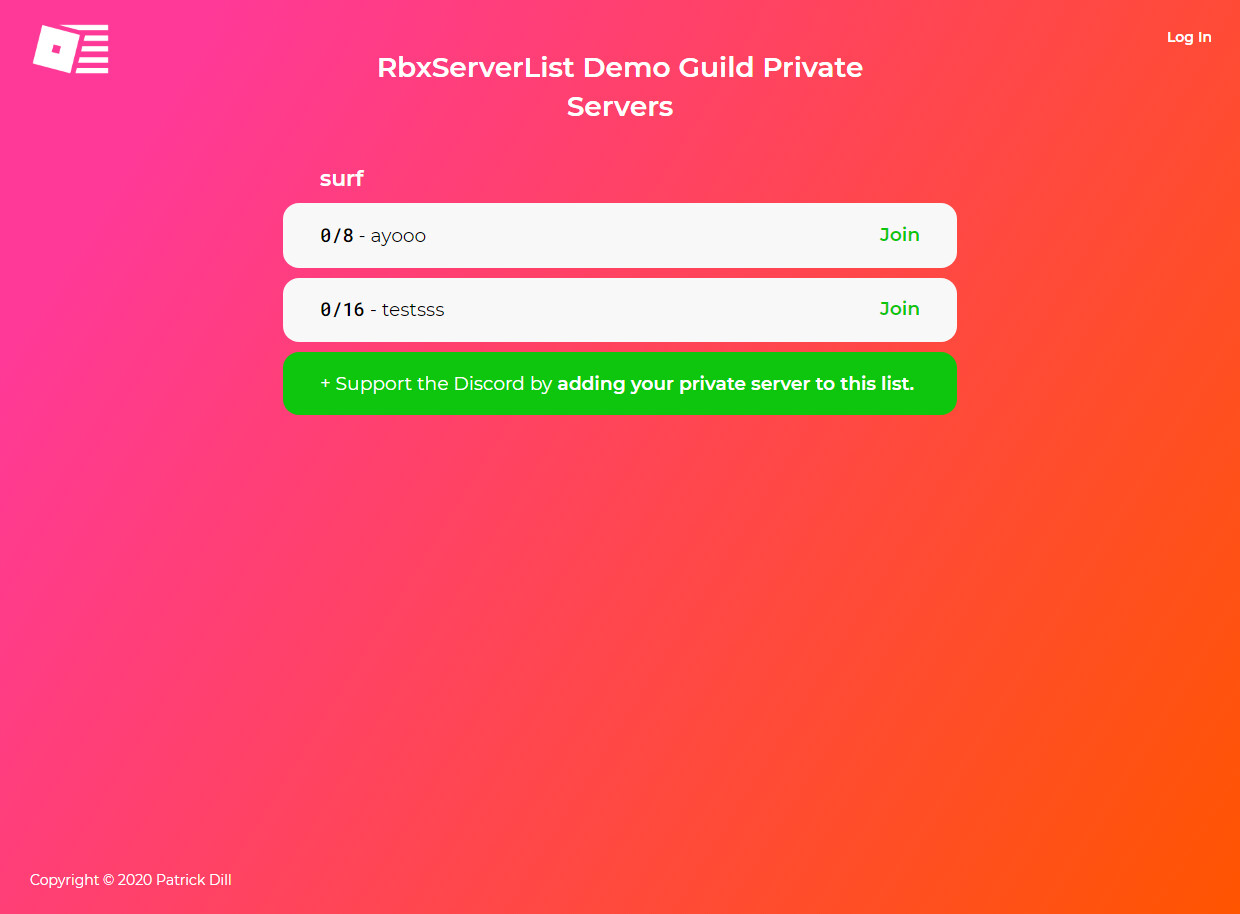 Log In
RbxServerList Demo Guild Private
Servers
surf
0/8 - ayooo
Join
0/16 - testsss
Join
+ Support the Discord by adding your private server to this list.
Copyright © 2020 Patrick Dill